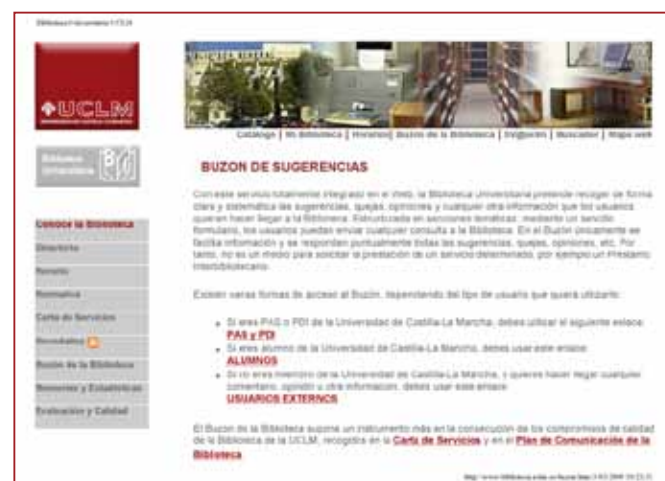 UCLM
Biblioteca
Universitaria
Catálogo | Mi Biblioteca | Horarios| Buzón de la Biblioteca | | Buscador | Mapa web
BUZON DE SUGERENCIAS
Con este servicio totalmente integrado en el Web, la Biblioteca Universitaria pretende recoger de forma
clara y sistemática las sugerencias, quejas, opiniones y cualquier otra información que los usuarios
quieran hacer llegar a la Biblioteca. Estructurada en secciones temáticas, mediante un sencillo
formulario, los usuarios pueden enviar cualquier consulta a la Biblioteca. En el Buzón únicamente se
facilita información y se responden puntualmente todas las sugerencias, quejas, opiniones, etc. Por
tanto, no es un medio para solicitar la prestación de un servicio determinado, por ejemplo un Préstamo
Interbibliotecario.
Existen varias formas de acceso al Buzón, dependiendo del tipo de usuario que quiera utilizarlo:
Si eres PAS o PDI de la Universidad de Castilla-La Mancha, debes utilizar el siguiente enlace:
PAS y PDI
Si eres alumno de la Universidad de Castilla-La Mancha, debes usar este enlace:
ALUMNOS
Si no eres miembro de la Universidad de Castilla-La Mancha, y quieres hacer llegar cualquier
comentario, opinión u otra información, debes usar este enlace:
USUARIOS EXTERNOS
El Buzón de la Biblioteca supone un instrumento más en la consecución de los compromisos de calidad
de la Biblioteca de la UCLM, recogidos en la Carta de Servicios y en el Plan de Comunicación de la
Biblioteca
Conoce la Biblioteca
Directorio
Horario
Normativa
Carta de Servicios
Novedades
Buzón de la Biblioteca
Memorias y Estadísticas
Evaluación y Calidad